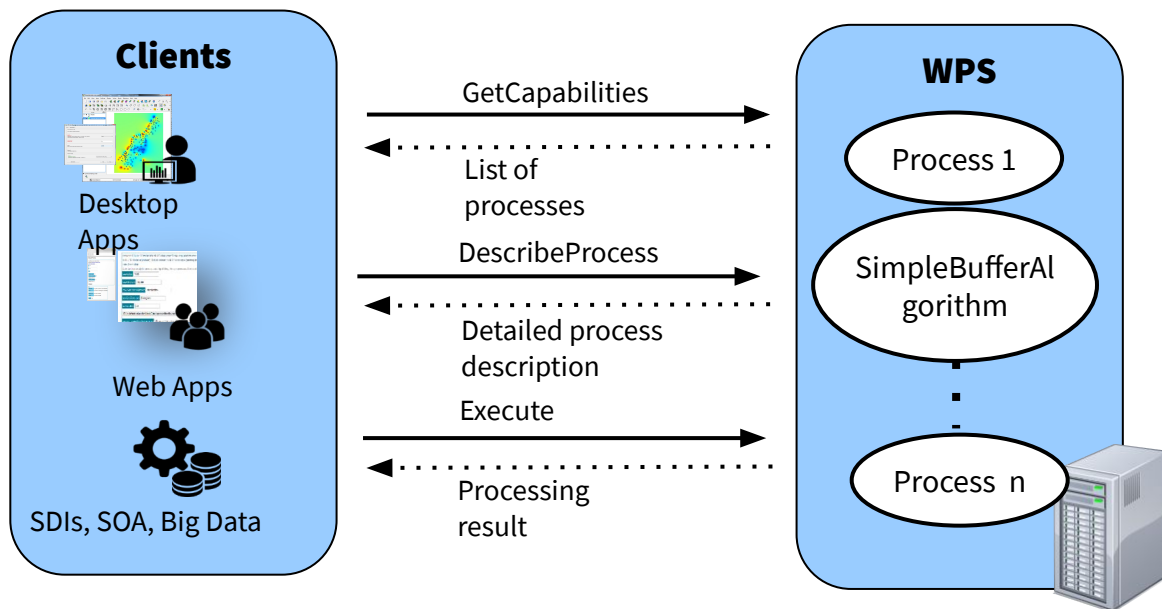 Clients
Desktop
Apps
Web Apps
SDIs, SOA, Big Data
GetCapabilities
List of
processes
DescribeProcess
Detailed process
description
Execute
Processing
result
WPS
Process 1
SimpleBufferAl
gorithm
Process n